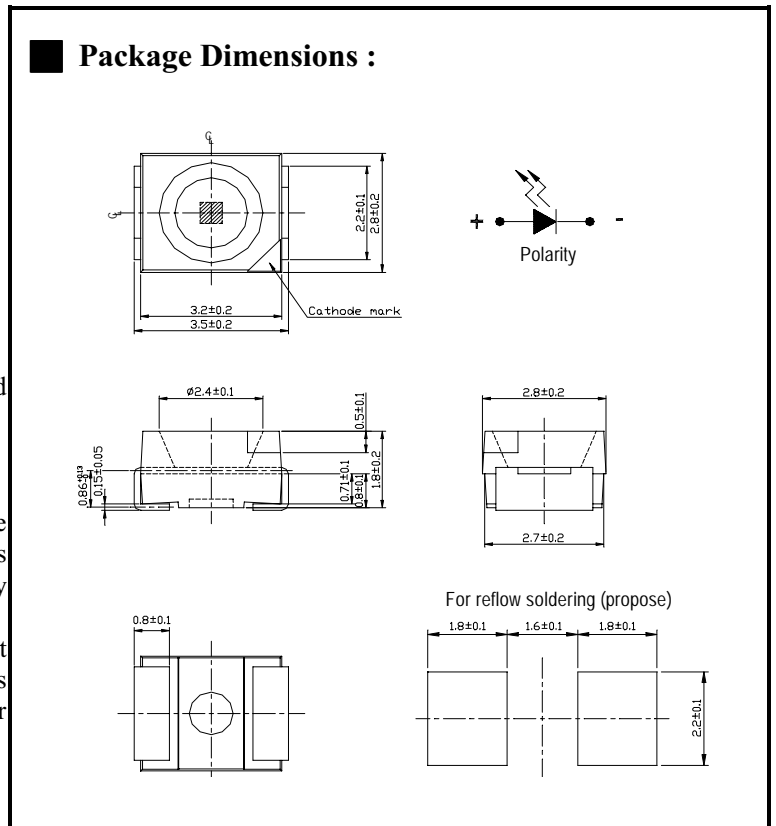 Package Dimensions :
℄
℄
2.2±0.1
2.8±0.2
3.2±0.2
3.5±0.2
Cathode mark
+
-
Polarity
d
ø2.4±0.1
0.5±0.1
2.8±0.2
0.15±0.05
0.71±0.1
0.8±0.1
1.8±0.2
2.7±0.2
e
s
y
t
s
r
0.8±0.1
For reflow soldering (propose)
1.8±0.1 1.6±0.1 1.8±0.1
2.2±0.1